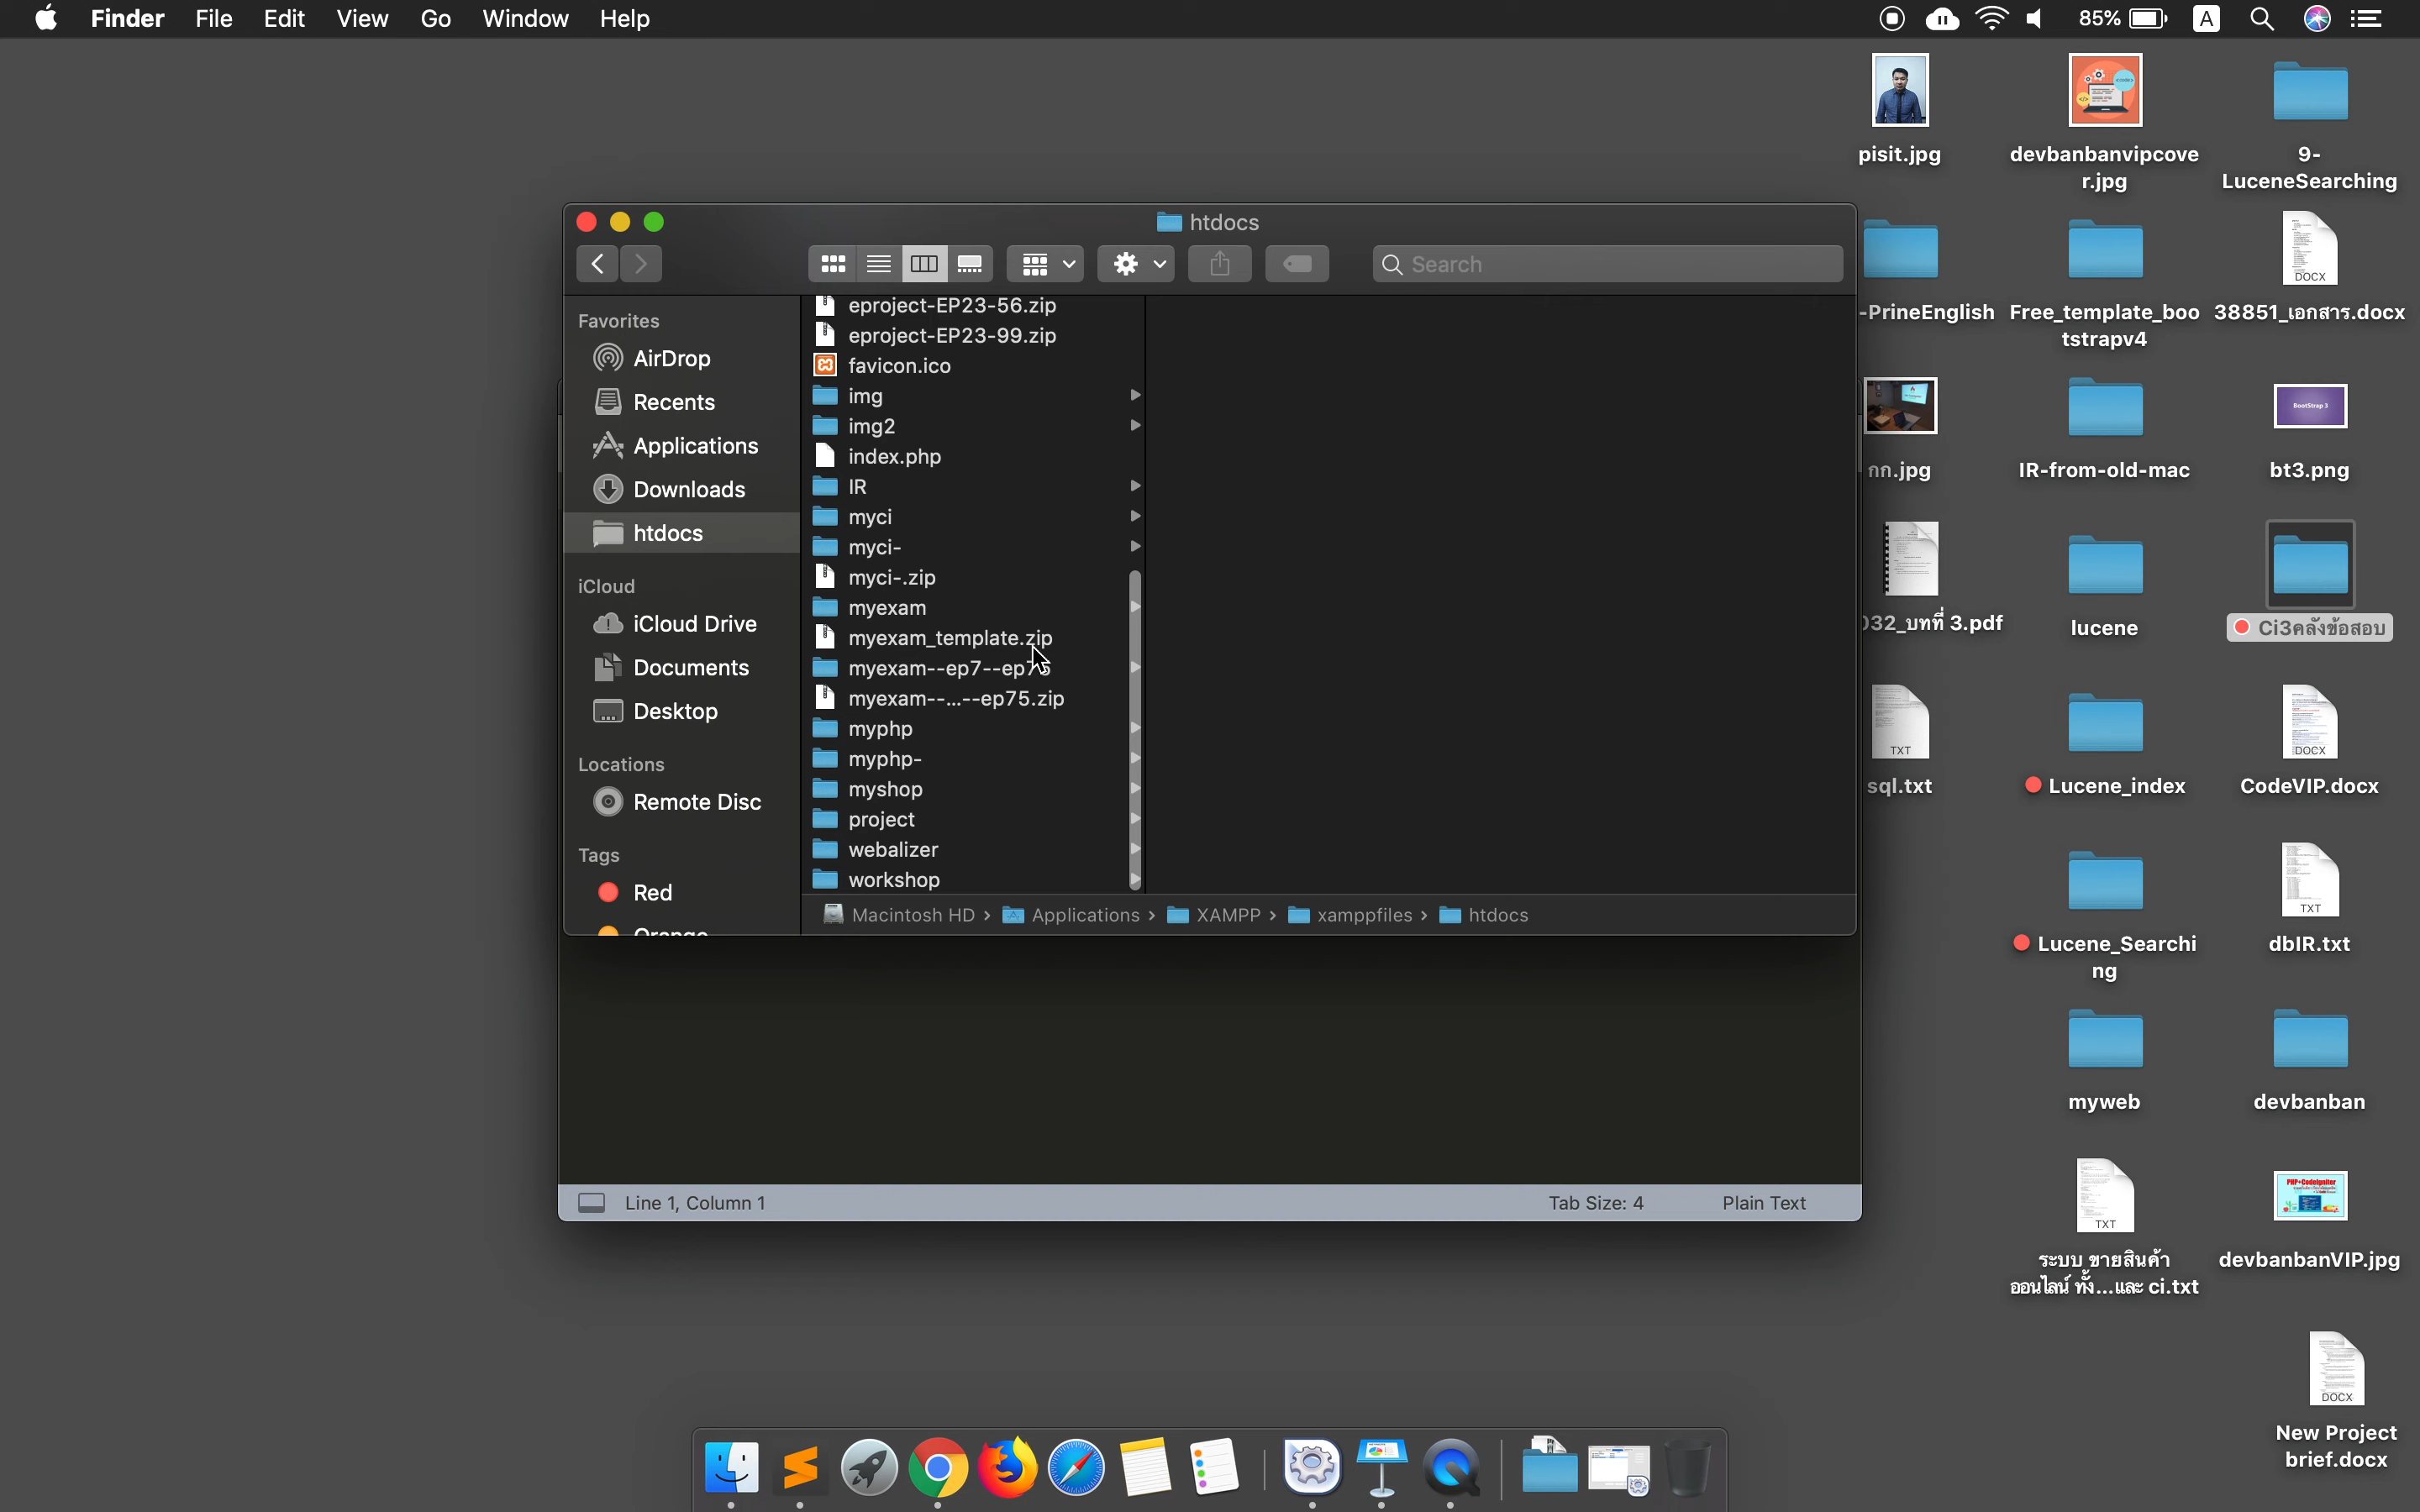 Finder File Edit View Go Window Help
85% A
pisit.jpg
devbanbanvipcove
r.jpg
9-
LuceneSearching
htdocs
Search
-PrineEnglish
Free_template_boo
tstrapv4
DOCX
38851_เอกสาร.docx
กก.jpg
IR-from-old-mac
BootStrap 3
bt3.png
032_บทที่ 3.pdf
lucene
Ci3คลังข้อสอบ
TXT
sql.txt
Lucene_index
DOCX
CodeVIP.docx
Lucene_Searchi
ng
TXT
dbIR.txt
myweb
devbanban
TXT
ระบบ ขายสินค้า
ออนไลน์ ทั้ง...และ ci.txt
PHP+CodeIgniter
devbanbanVIP.jpg
DOCX
New Project
brief.docx
Favorites
AirDrop
Recents
Applications
Downloads
htdocs
iCloud
iCloud Drive
Documents
Desktop
Locations
Remote Disc
Tags
Red
Orange
eproject-EP23-56.zip
eproject-EP23-99.zip
favicon.ico
img
img2
index.php
IR
myci
myci-
myci-.zip
myexam
myexam_template.zip
myexam--ep7--ep75
myexam--...--ep75.zip
myphp
myphp-
myshop
project
webalizer
workshop
Macintosh HD › Applications › XAMPP › xamppfiles › htdocs
Line 1, Column 1
Tab Size: 4
Plain Text